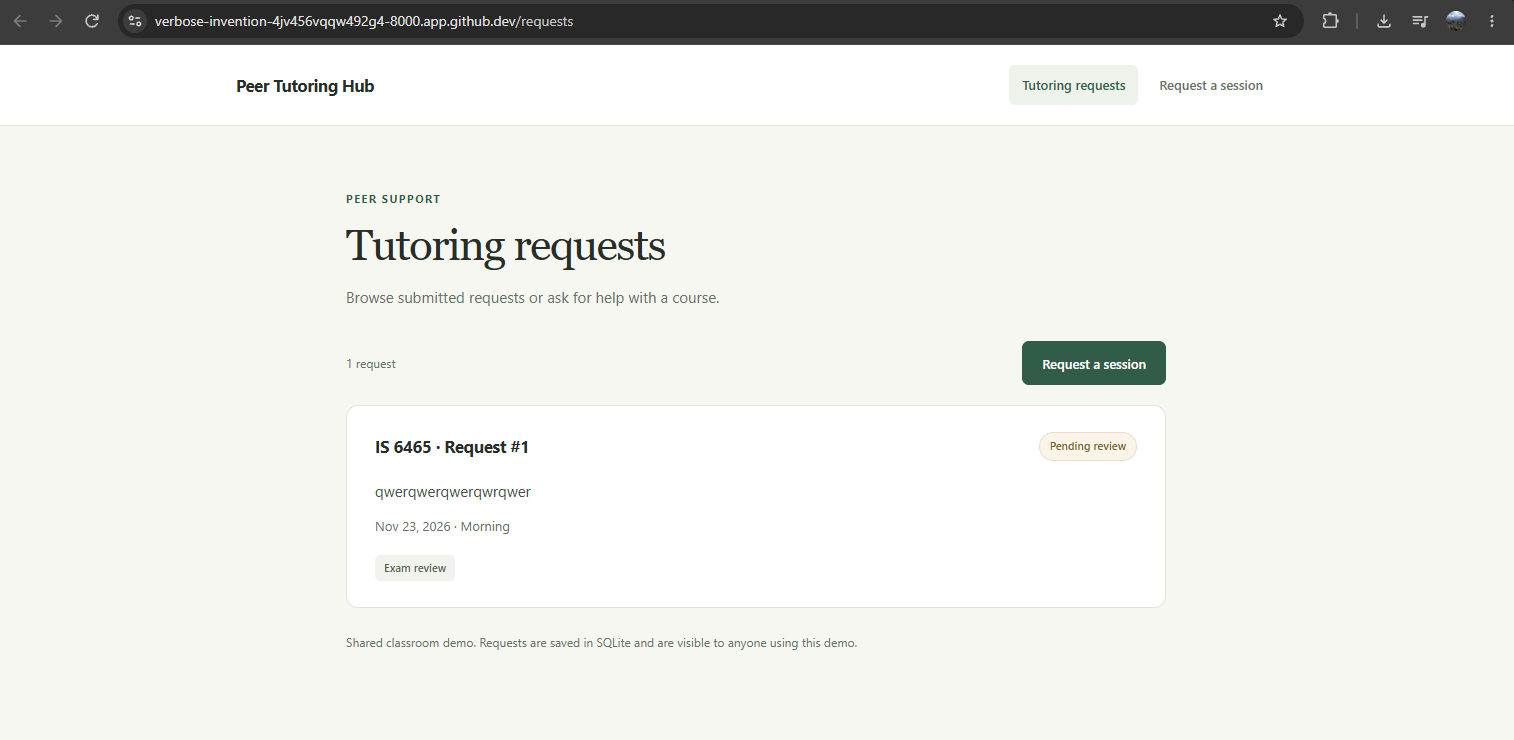 verbose-invention-4jv456vqqw492g4-8000.app.github.dev/requests
Peer Tutoring Hub
Tutoring requests
Request a session
PEER SUPPORT
Tutoring requests
Browse submitted requests or ask for help with a course.
1 request
Request a session
IS 6465 · Request #1
Pending review
qwerqwerqwerqwrqwer
Nov 23, 2026 · Morning
Exam review
Shared classroom demo. Requests are saved in SQLite and are visible to anyone using this demo.